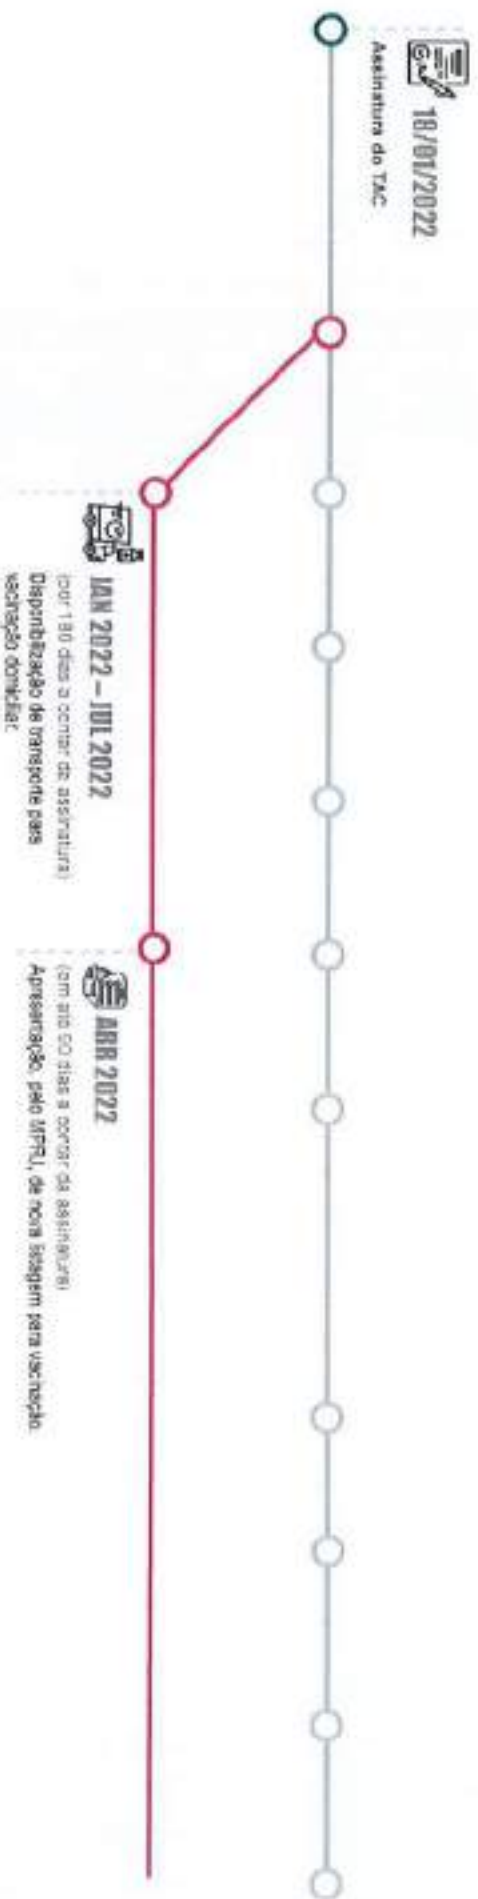 18/01/2022
Assinatura do TAC
JAN 2022 – JUL 2022
(por 180 dias a contar da assinatura)
Disponibilização de transporte para
vacinação domiciliar.
ABR 2022
(em até 90 dias a contar da assinatura)
Apresentação, pelo MPRJ, de nova listagem para vacinação.